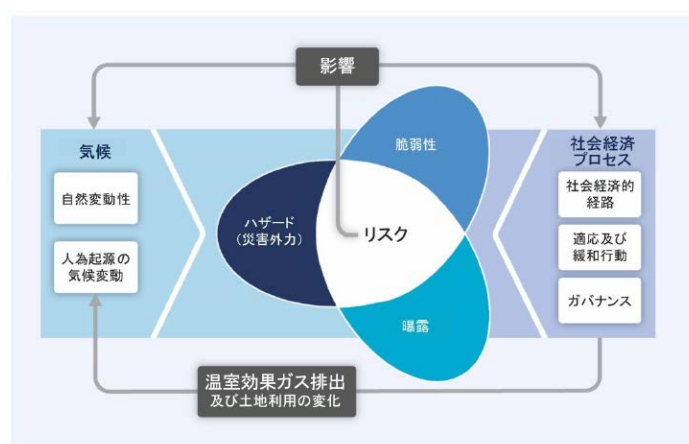 影響
気候
自然変動性
人為起源の
気候変動
脆弱性
ハザード
(災害外力)
リスク
曝露
社会経済
プロセス
社会経済的
経路
適応及び
緩和行動
ガバナンス
温室効果ガス排出
及び土地利用の変化